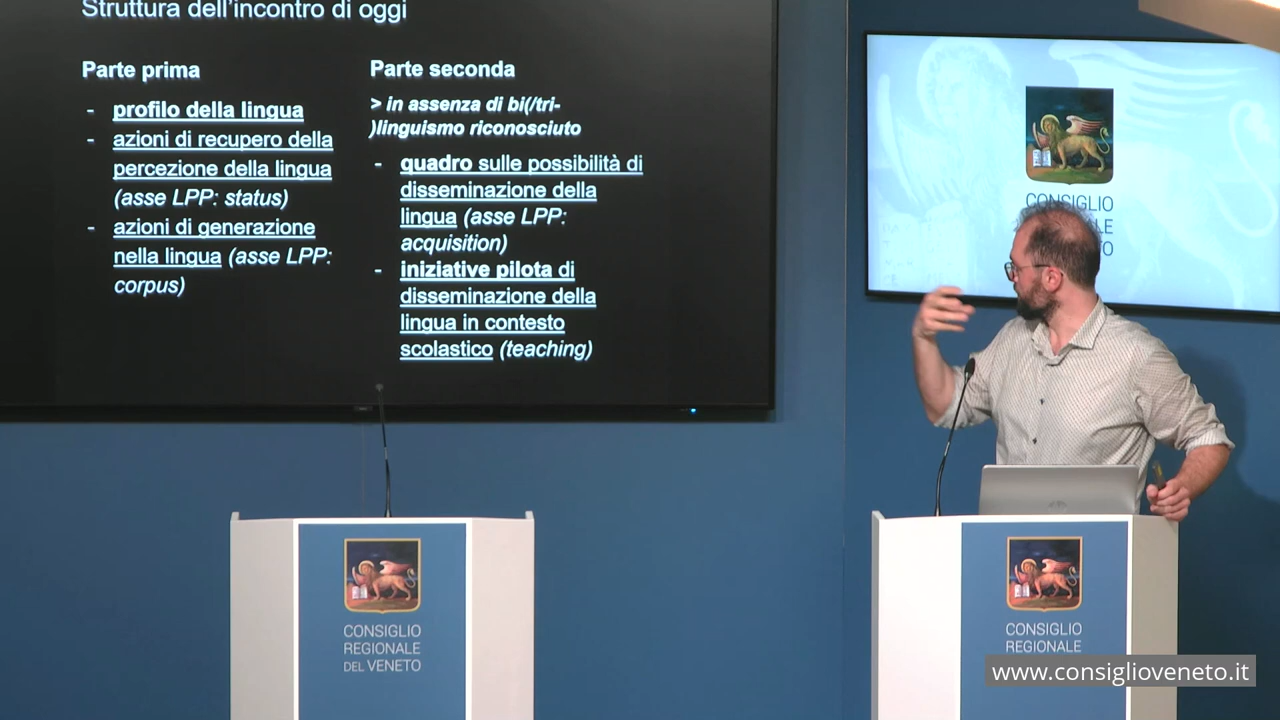 Struttura dell'incontro di oggi
Parte prima
- profilo della lingua
- azioni di recupero della
percezione della lingua
(asse LPP: status)
- azioni di generazione
nella lingua (asse LPP:
corpus)
Parte seconda
> in assenza di bi(/tri-
)linguismo riconosciuto
- quadro sulle possibilità di
disseminazione della
lingua (asse LPP:
acquisition)
- iniziative pilota di
disseminazione della
lingua in contesto
scolastico (teaching)
CONSIGLIO
CONSIGLIO
REGIONALE
DEL VENETO
CONSIGLIO
REGIONALE
www.consiglioveneto.it